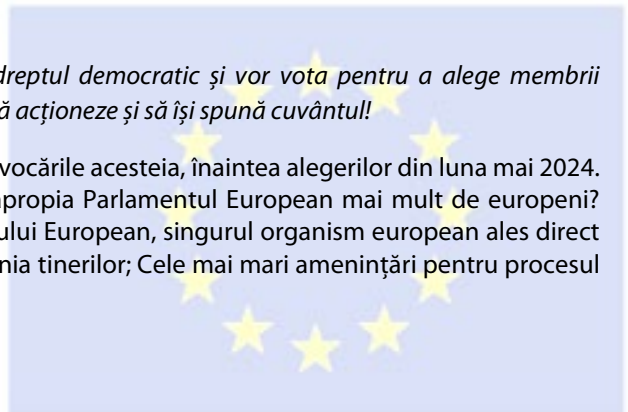 dreptul democratic și vor vota pentru a alege membrii
ă acționeze și să își spună cuvântul!
vocările acesteia, înaintea alegerilor din luna mai 2024.
apropia Parlamentul European mai mult de europeni?
ului European, singurul organism european ales direct
nia tinerilor; Cele mai mari amenințări pentru procesul